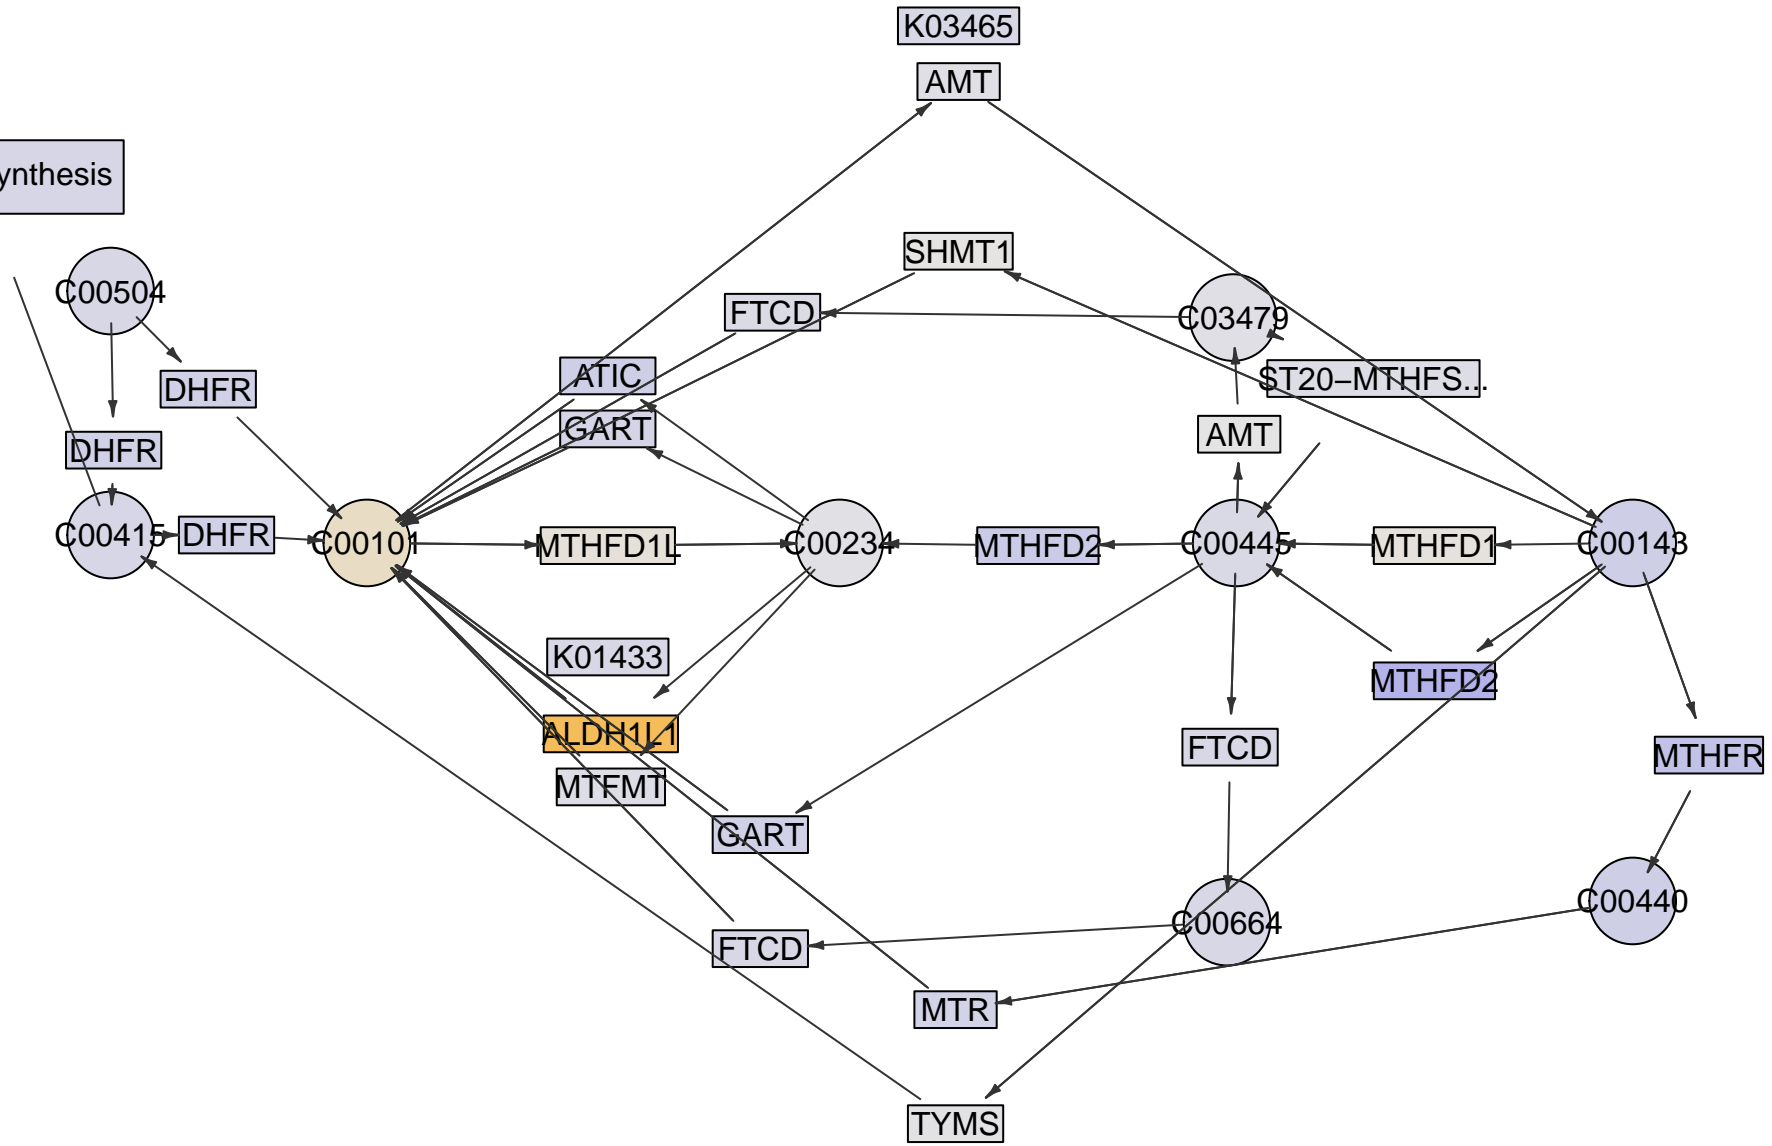 K03465
AMT
ynthesis
SHMT1
C00504
FTCD
C03479
ATIC
DHFR
ST20−MTHFS...
GART
AMT
DHFR
C00415
DHFR
C00101
MTHFD1L
C00234
MTHFD2
C00445
MTHFD1
C00143
K01433
MTHFD2
ALDH1L1
FTCD
MTHFR
MTFMT
GART
C00440
C00664
FTCD
MTR
TYMS